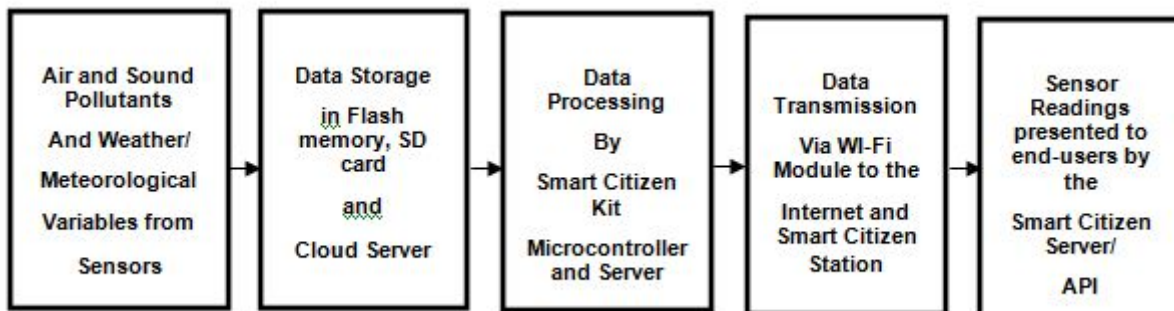 Air and Sound
Pollutants
And Weather/
Meteorological
Variables from
Sensors
Data Storage
in Flash
memory, SD
card
and
Cloud Server
Data
Processing
By
Smart Citizen
Kit
Microcontroller
and Server
Data
Transmission
Via WI-Fi
Module to the
Internet and
Smart Citizen
Station
Sensor
Readings
presented to
end-users by
the
Smart Citizen
Server/
API